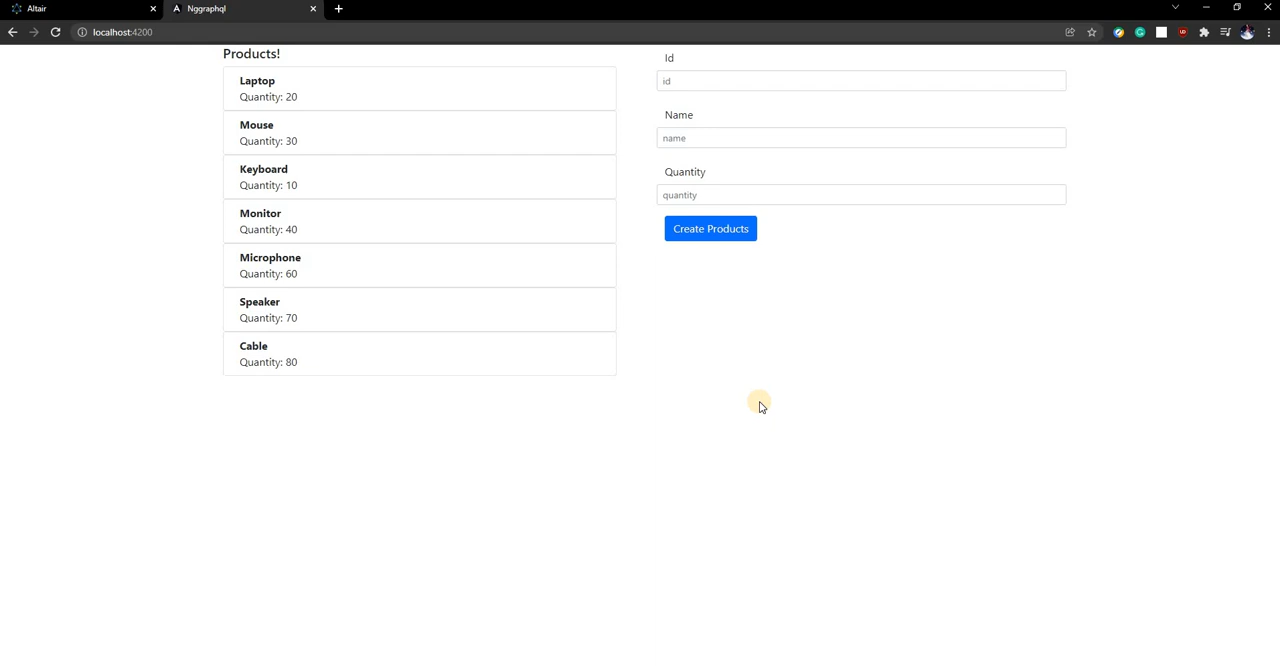 Altair
Nggraphql
localhost:4200
Products!
Laptop
Quantity: 20
Mouse
Quantity: 30
Keyboard
Quantity: 10
Monitor
Quantity: 40
Microphone
Quantity: 60
Speaker
Quantity: 70
Cable
Quantity: 80
Id
id
Name
name
Quantity
quantity
Create Products